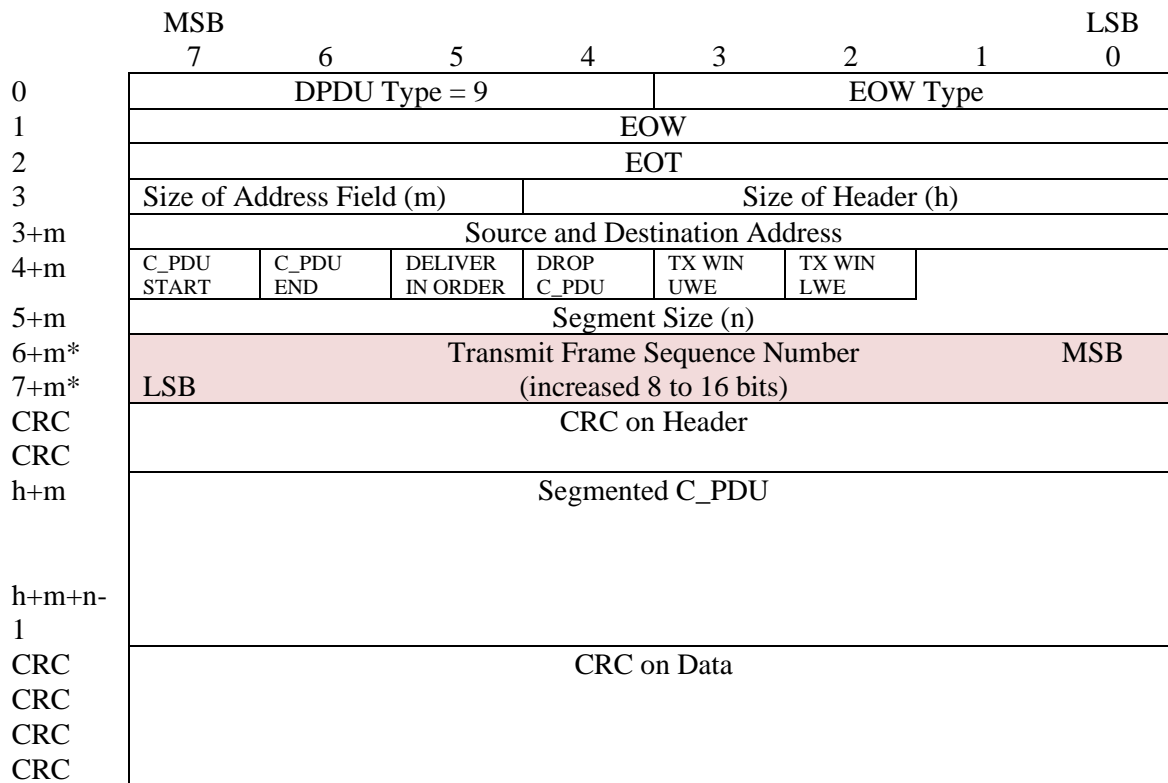 MSB LSB
7 6 5 4 3 2 1 0
0 DPDU Type = 9 EOW Type
1 EOW
2 EOT
3 Size of Address Field (m) Size of Header (h)
3+m Source and Destination Address
4+m C_PDU START C_PDU END DELIVER IN ORDER DROP C_PDU TX WIN UWE TX WIN LWE
5+m Segment Size (n)
6+m* Transmit Frame Sequence Number MSB
7+m* LSB (increased 8 to 16 bits)
CRC CRC on Header
CRC
h+m Segmented C_PDU
h+m+n-
1
CRC CRC on Data
CRC
CRC
CRC